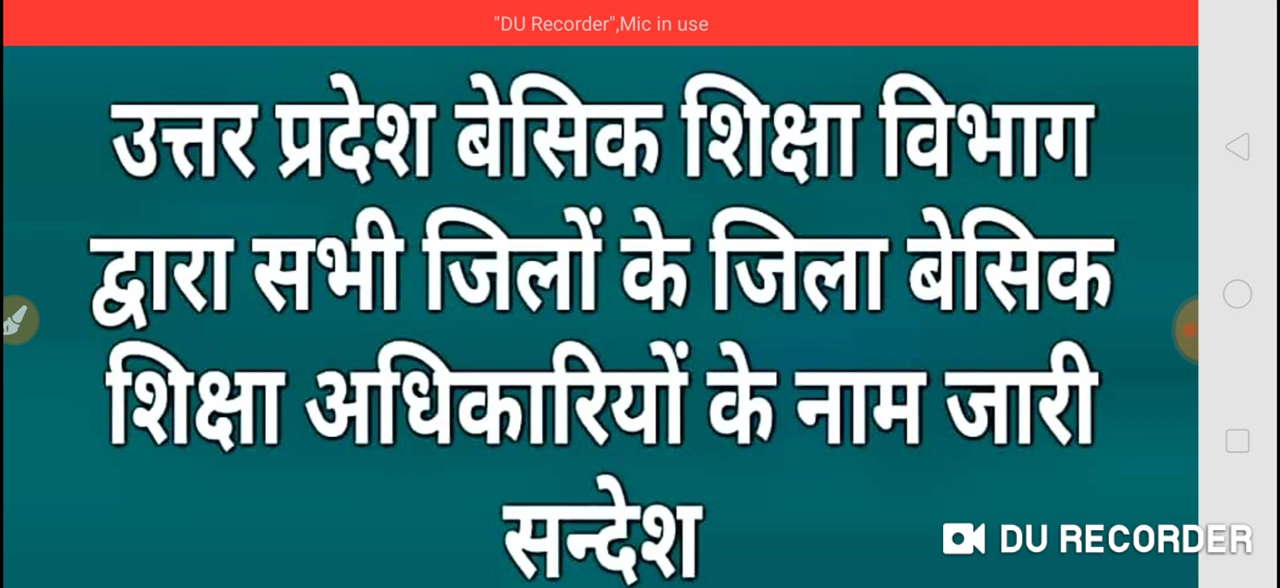 "DU Recorder",Mic in use
उत्तर प्रदेश बेसिक शिक्षा विभाग
द्वारा सभी जिलों के जिला बेसिक
शिक्षा अधिकारियों के नाम जारी
सन्देश
DU RECORDER